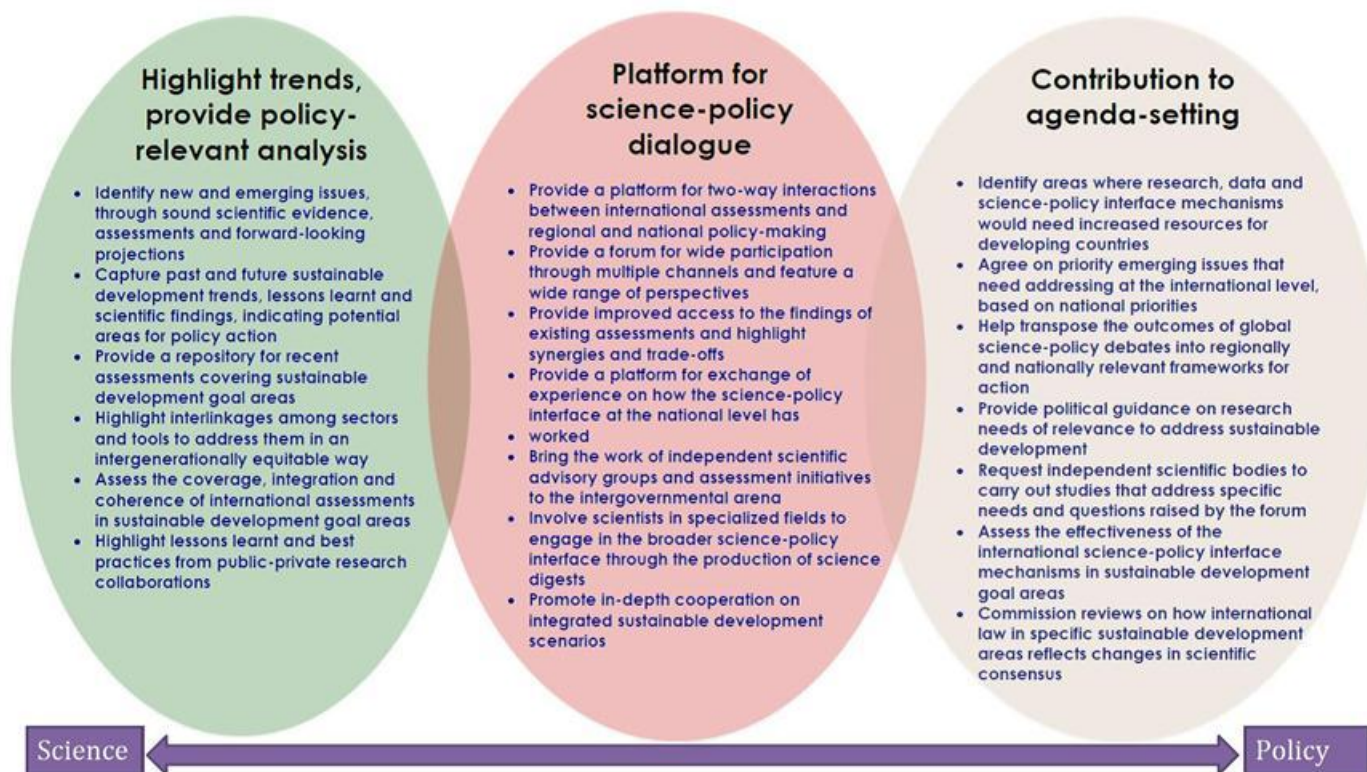 Highlight trends,
provide policy-
relevant analysis
• Identify new and emerging issues,
through sound scientific evidence,
assessments and forward-looking
projections
• Capture past and future sustainable
development trends, lessons learnt and
scientific findings, indicating potential
areas for policy action
• Provide a repository for recent
assessments covering sustainable
development goal areas
• Highlight interlinkages among sectors
and tools to address them in an
intergenerationally equitable way
• Assess the coverage, integration and
coherence of international assessments
in sustainable development goal areas
• Highlight lessons learnt and best
practices from public-private research
collaborations
Platform for
science-policy
dialogue
• Provide a platform for two-way interactions
between international assessments and
regional and national policy-making
• Provide a forum for wide participation
through multiple channels and feature a
wide range of perspectives
• Provide improved access to the findings of
existing assessments and highlight
synergies and trade-offs
• Provide a platform for exchange of
experience on how the science-policy
interface at the national level has
• worked
• Bring the work of independent scientific
advisory groups and assessment initiatives
to the intergovernmental arena
• Involve scientists in specialized fields to
engage in the broader science-policy
interface through the production of science
digests
• Promote in-depth cooperation on
integrated sustainable development
scenarios
Contribution to
agenda-setting
• Identify areas where research, data and
science-policy interface mechanisms
would need increased resources for
developing countries
• Agree on priority emerging issues that
need addressing at the international level,
based on national priorities
• Help transpose the outcomes of global
science-policy debates into regionally
and nationally relevant frameworks for
action
• Provide political guidance on research
needs of relevance to address sustainable
development
• Request independent scientific bodies to
carry out studies that address specific
needs and questions raised by the forum
• Assess the effectiveness of the
international science-policy interface
mechanisms in sustainable development
goal areas
• Commission reviews on how international
law in specific sustainable development
areas reflects changes in scientific
consensus
Science
Policy